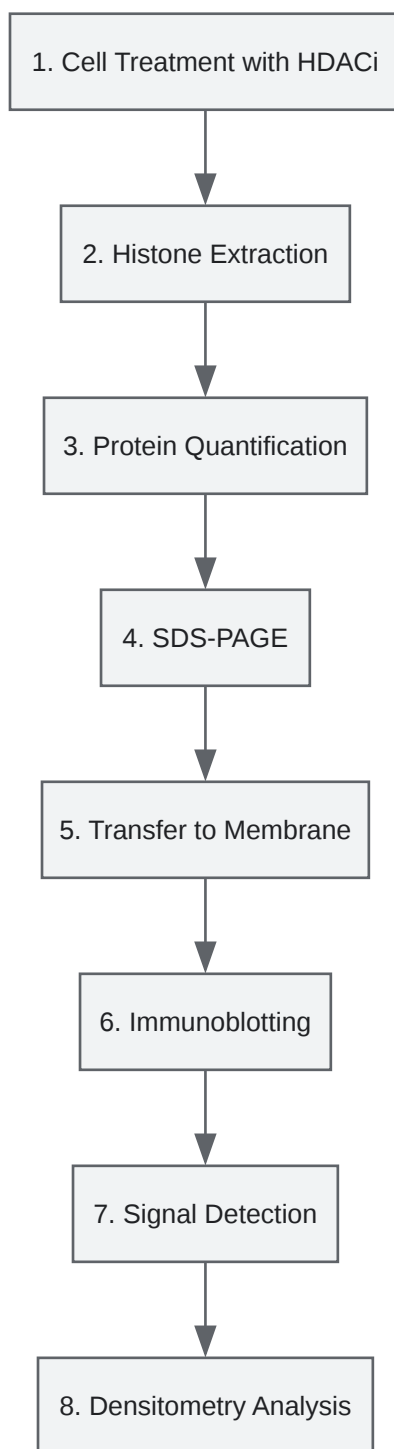 1. Cell Treatment with HDACi
2. Histone Extraction
3. Protein Quantification
4. SDS-PAGE
5. Transfer to Membrane
6. Immunoblotting
7. Signal Detection
8. Densitometry Analysis